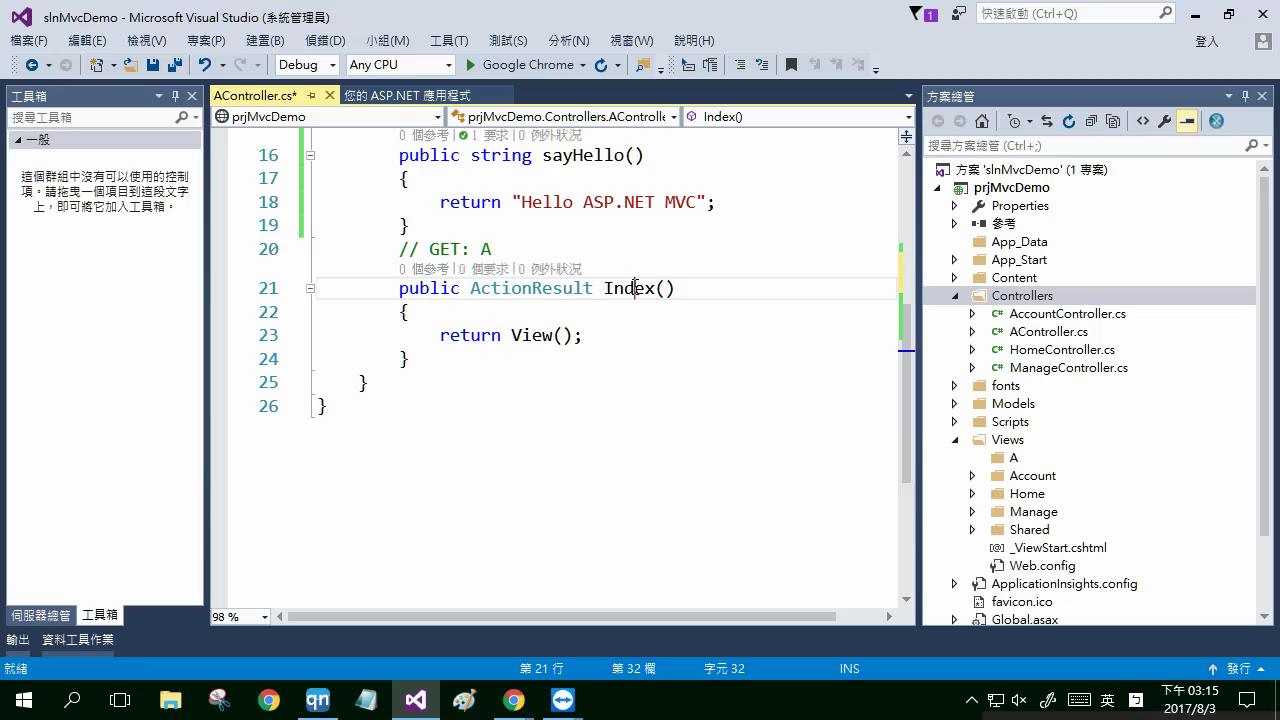 slnMvcDemo - Microsoft Visual Studio (系統管理員)
1
快速啟動 (Ctrl+Q)
檔案(F) 編輯(E) 檢視(V) 專案(P) 建置(B) 偵錯(D) 小組(M) 工具(T) 測試(S) 分析(N) 視窗(W) 說明(H)
登入
Debug Any CPU Google Chrome
工具箱
搜尋工具箱
一般
這個群組中沒有可以使用的控制
項。請拖曳一個項目到這段文字
上，即可將它加入工具箱。
伺服器總管 工具箱
AController.cs* 您的 ASP.NET 應用程式
prjMvcDemo prjMvcDemo.Controllers.AControlle Index()
0 個參考 | 1 要求 | 0 例外狀況
16 public string sayHello()
17 {
18 return "Hello ASP.NET MVC";
19 }
20 // GET: A
0 個參考 | 0 個要求 | 0 例外狀況
21 public ActionResult Index()
22 {
23 return View();
24 }
25 }
26 }
98 %
方案總管
搜尋方案總管 (Ctrl+;)
方案 'slnMvcDemo' (1 專案)
prjMvcDemo
Properties
參考
App_Data
App_Start
Content
Controllers
C# AccountController.cs
C# AController.cs
C# HomeController.cs
C# ManageController.cs
fonts
Models
Scripts
Views
A
Account
Home
Manage
Shared
[@] _ViewStart.cshtml
Web.config
ApplicationInsights.config
favicon.ico
Global.asax
輸出 資料工具作業
就緒 第 21 行 第 32 欄 字元 32 INS 發行
qn
英
下午 03:15
2017/8/3